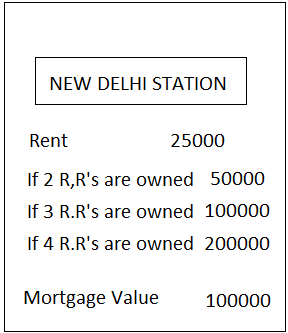 NEW DELHI STATION
Rent 25000
If 2 R,R's are owned 50000
If 3 R.R's are owned 100000
If 4 R.R's are owned 200000
Mortgage Value 100000